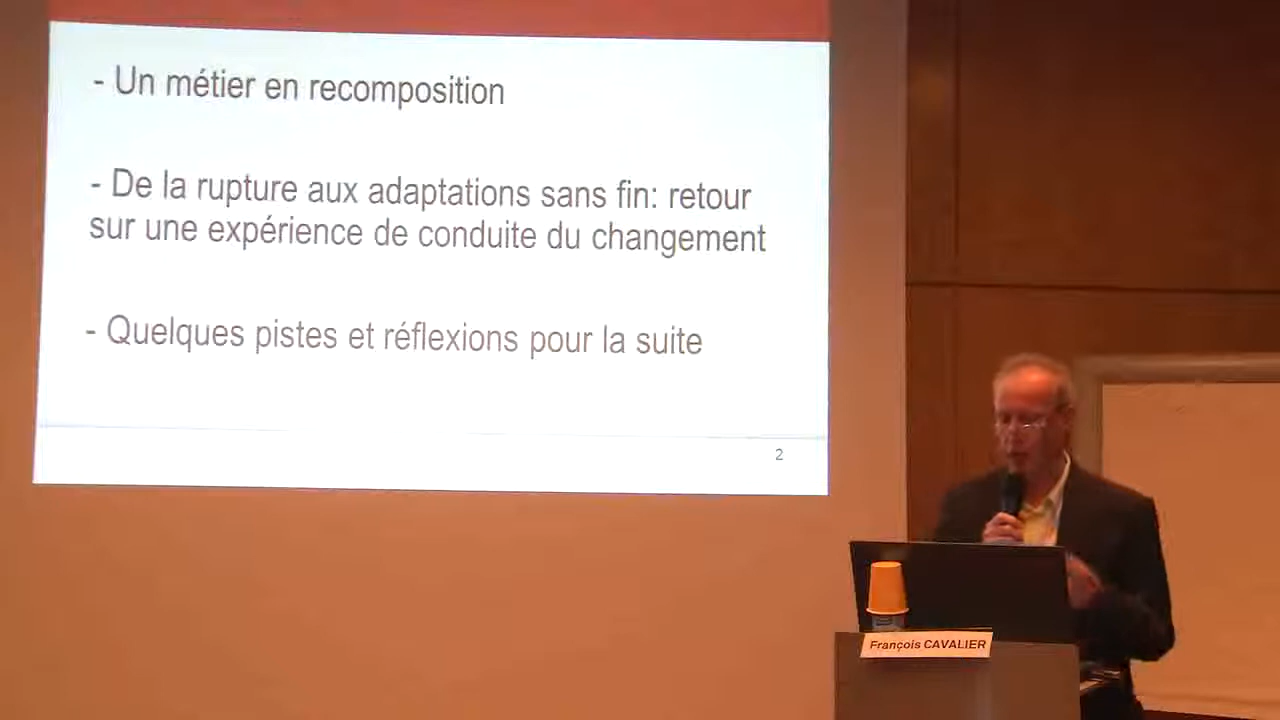 - Un métier en recomposition
- De la rupture aux adaptations sans fin: retour
sur une expérience de conduite du changement
- Quelques pistes et réflexions pour la suite
2
François CAVALIER